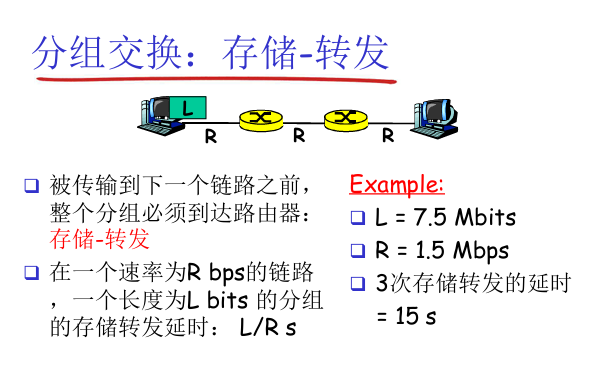 分组交换：存储-转发
L
R R R
被传输到下一个链路之前，
整个分组必须到达路由器：
存储-转发
在一个速率为R bps的链路
，一个长度为L bits 的分组
的存储转发延时： L/R s
Example:
L = 7.5 Mbits
R = 1.5 Mbps
3次存储转发的延时
= 15 s